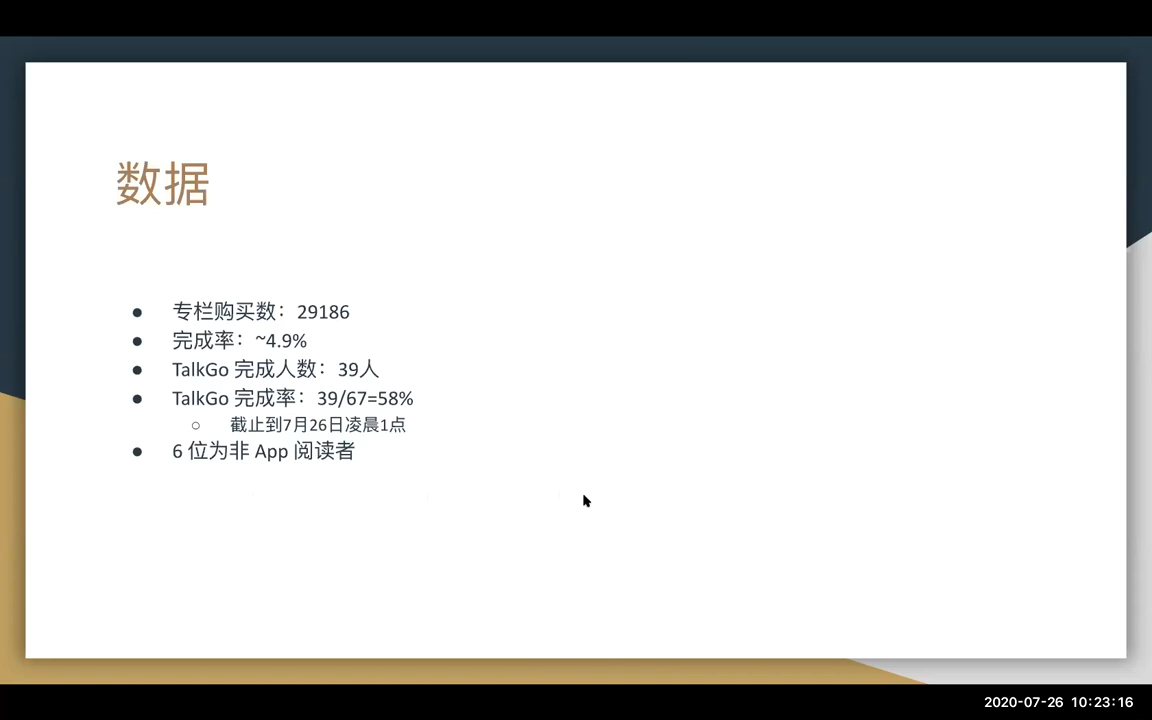 数据
● 专栏购买数：29186
● 完成率：~4.9%
● TalkGo 完成人数：39人
● TalkGo 完成率：39/67=58%
○ 截止到7月26日凌晨1点
● 6 位为非 App 阅读者
2020-07-26 10:23:16